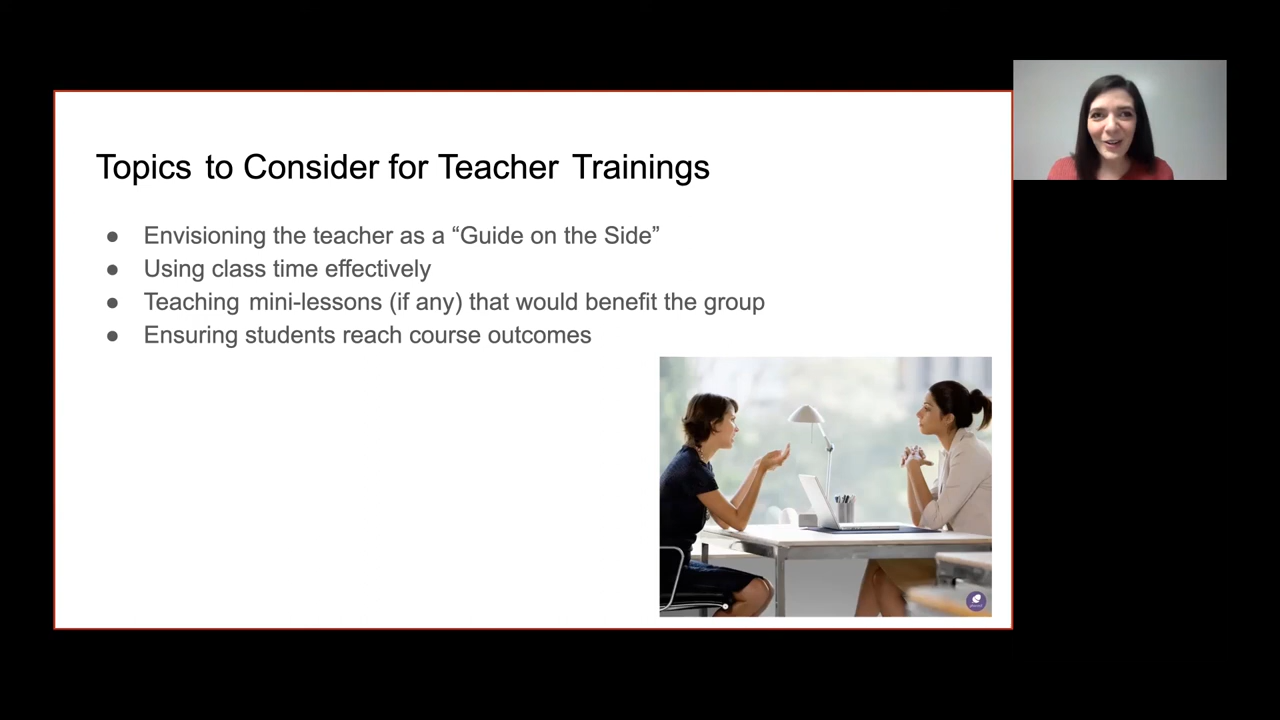 Topics to Consider for Teacher Trainings
● Envisioning the teacher as a “Guide on the Side”
● Using class time effectively
● Teaching mini-lessons (if any) that would benefit the group
● Ensuring students reach course outcomes